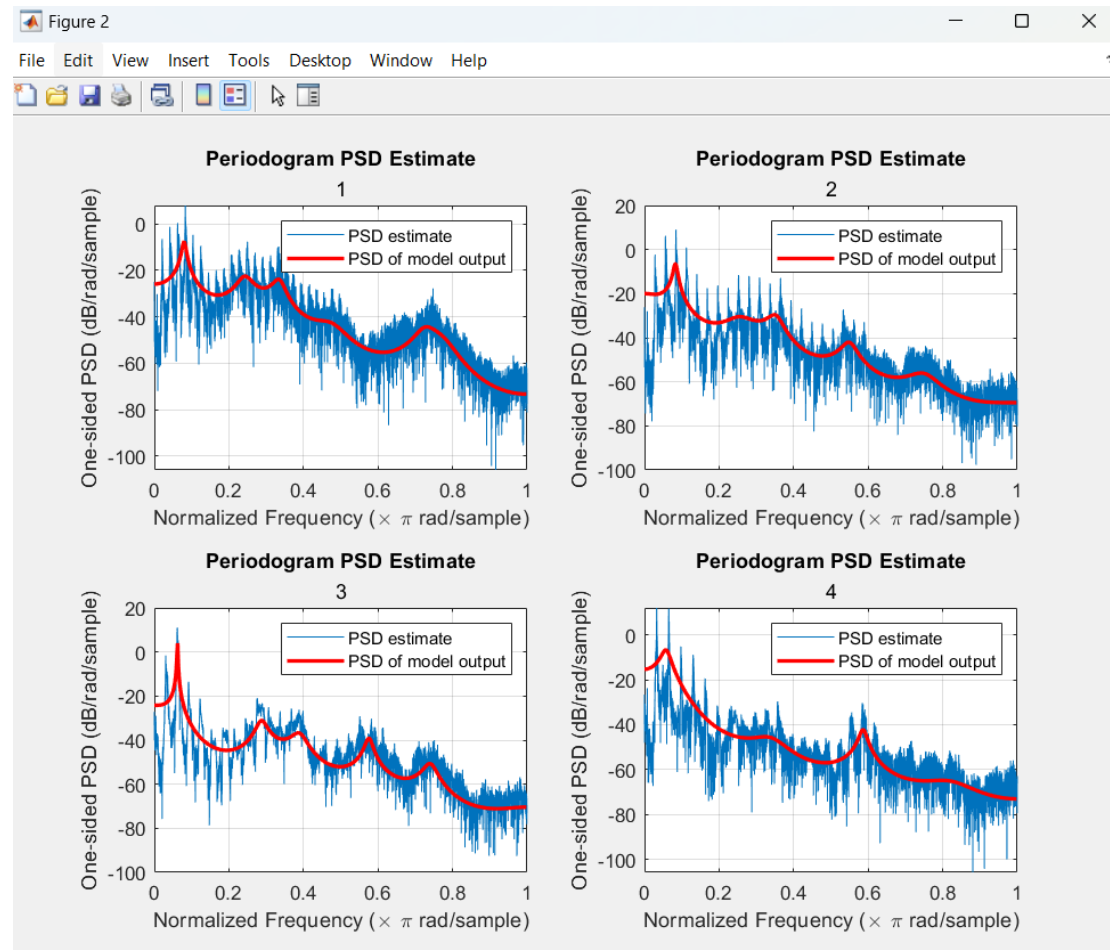 Figure 2
File Edit View Insert Tools Desktop Window Help
Periodogram PSD Estimate
1
One-sided PSD (dB/rad/sample)
0
-20
-40
-60
-80
-100
PSD estimate
PSD of model output
0 0.2 0.4 0.6 0.8 1
Normalized Frequency (× π rad/sample)
Periodogram PSD Estimate
2
One-sided PSD (dB/rad/sample)
20
0
-20
-40
-60
-80
-100
PSD estimate
PSD of model output
0 0.2 0.4 0.6 0.8 1
Normalized Frequency (× π rad/sample)
Periodogram PSD Estimate
3
One-sided PSD (dB/rad/sample)
20
0
-20
-40
-60
-80
-100
PSD estimate
PSD of model output
0 0.2 0.4 0.6 0.8 1
Normalized Frequency (× π rad/sample)
Periodogram PSD Estimate
4
One-sided PSD (dB/rad/sample)
0
-20
-40
-60
-80
-100
PSD estimate
PSD of model output
0 0.2 0.4 0.6 0.8 1
Normalized Frequency (× π rad/sample)